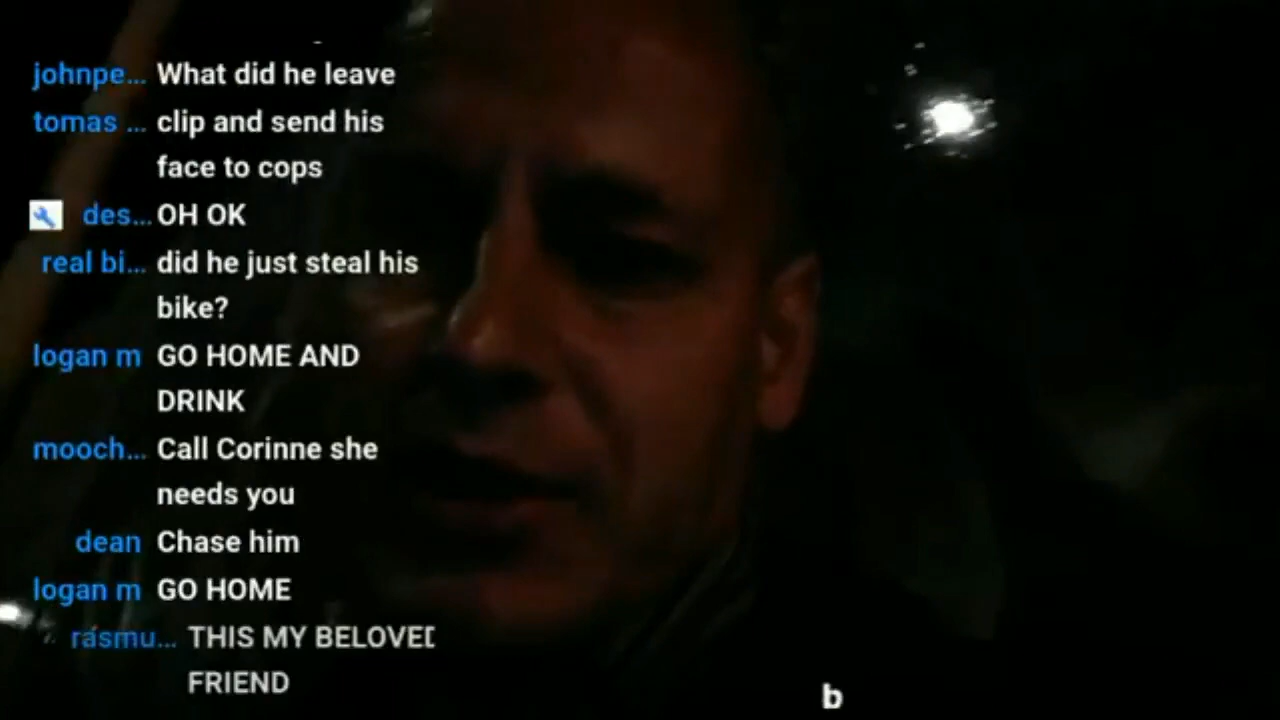 johnpe... What did he leave
tomas ... clip and send his
face to cops
des... OH OK
real bi... did he just steal his
bike?
logan m GO HOME AND
DRINK
mooch... Call Corinne she
needs you
dean Chase him
logan m GO HOME
rasmu... THIS MY BELOVED
FRIEND
b